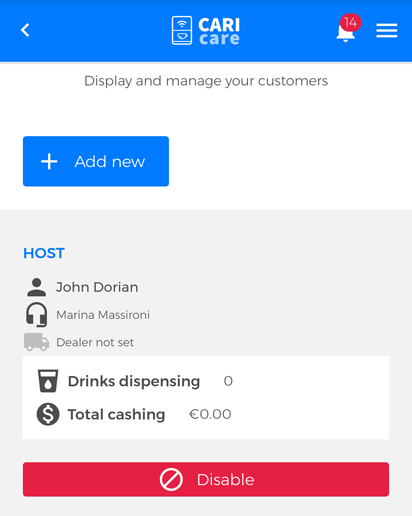 CARI
care
14
Display and manage your customers
Add new
HOST
John Dorian
Marina Massironi
Dealer not set
Drinks dispensing 0
Total cashing €0.00
Disable